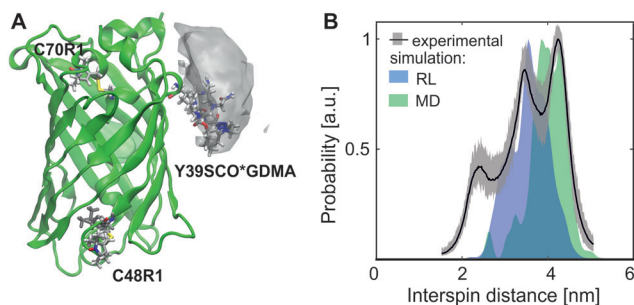 A
C70R1
Y39SCO*GDMA
C48R1
B
experimental
simulation:
RL
MD
Probability [a.u.]
1
0.5
0 2 4 6
Interspin distance [nm]